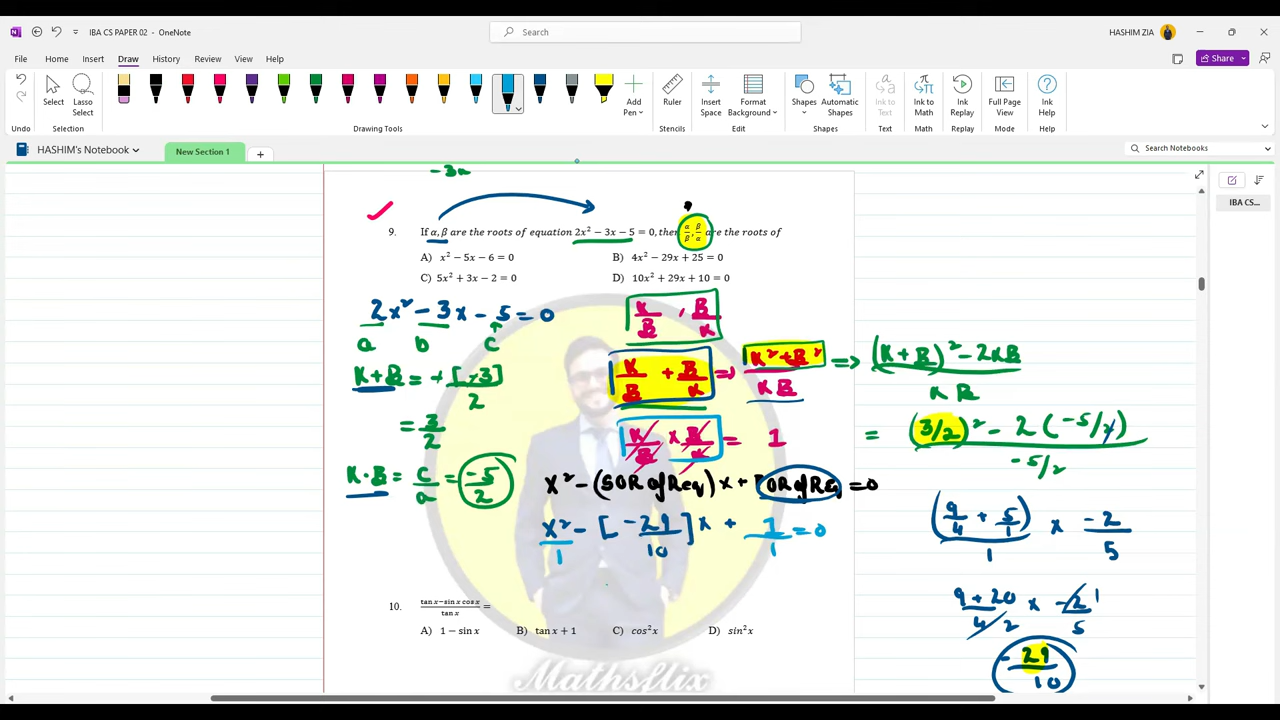 IBA CS PAPER 02 - OneNote
Search
HASHIM ZIA
File Home Insert Draw History Review View Help
Share
Undo
Select
Lasso Select
Add Pen
Ruler
Insert Space
Format Background
Shapes
Automatic Shapes
Ink to Text
Ink to Math
Ink Replay
Full Page View
Ink Help
Undo Selection Drawing Tools Stencils Edit Shapes Text Math Replay Mode Help
HASHIM's Notebook
New Section 1
+
Search Notebooks
IBA CS...
-3a
9. If α, β are the roots of equation 2x² − 3x − 5 = 0, then α/β, β/α are the roots of
A) x² − 5x − 6 = 0 B) 4x² − 29x + 25 = 0
C) 5x² + 3x − 2 = 0 D) 10x² + 29x + 10 = 0
2x² - 3x - 5 = 0
a b c
α+β = +[-3]/2
= 3/2
α·β = c/a = -5/2
α/β , β/α
α/β + β/α => α²+β²/αβ => (α+β)² - 2αβ/αβ
= (3/2)² - 2(-5/2)/-5/2
α/β × β/α = 1
x² - (SOR of Req)x + POR of Req = 0
x²/1 - [-29/10]x + 1/1 = 0
(9/4 + 5/1)/1 × -2/5
9+20/4 2 × -2 1/5
-29/10
10. tan x−sin x cos x/tan x =
A) 1 − sin x B) tan x + 1 C) cos²x D) sin²x
Mathsflix